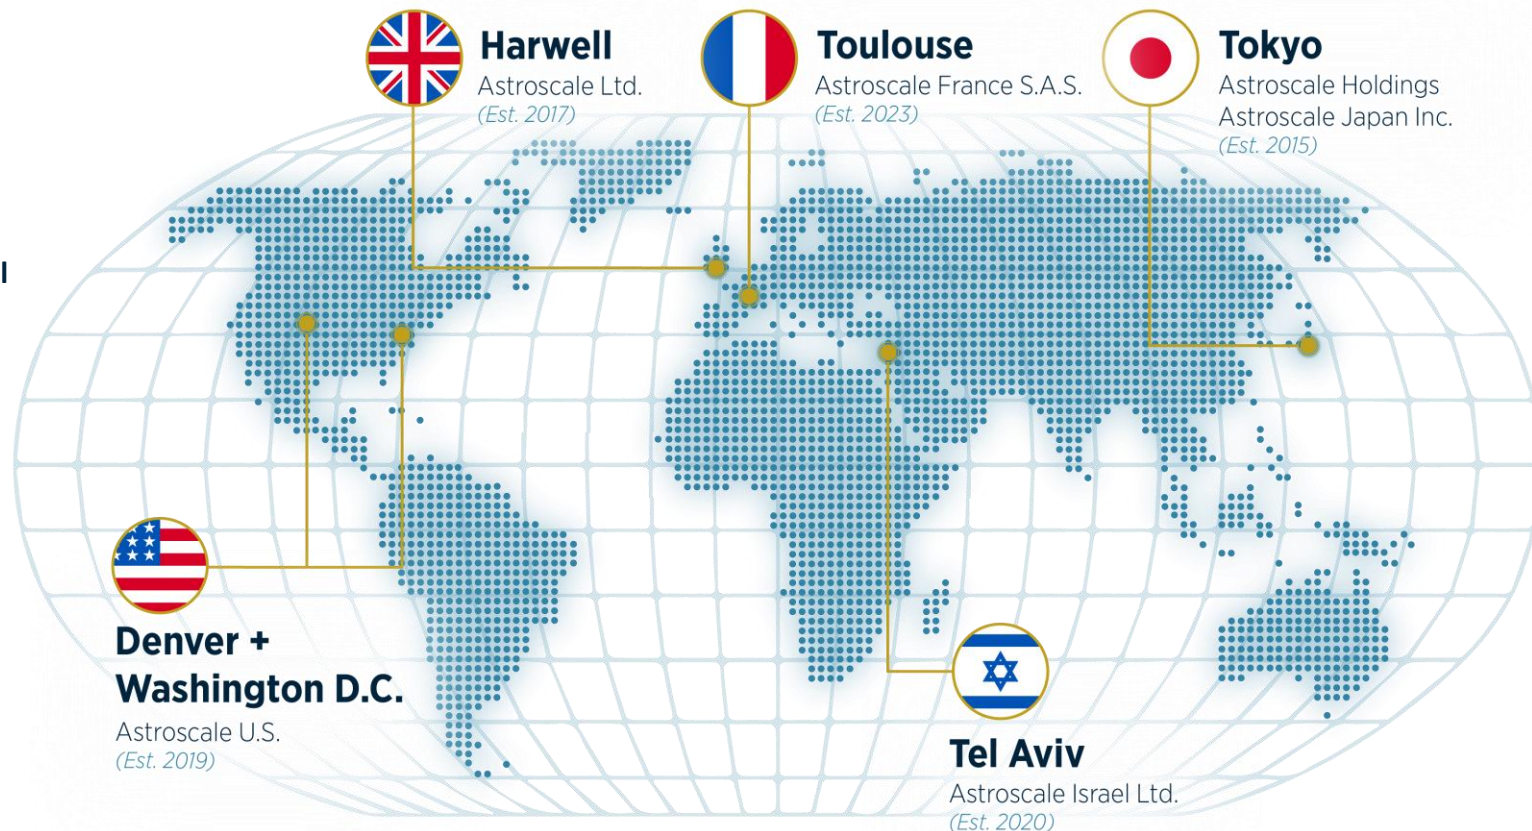 Harwell
Astroscale Ltd.
(Est. 2017)
Toulouse
Astroscale France S.A.S.
(Est. 2023)
Tokyo
Astroscale Holdings
Astroscale Japan Inc.
(Est. 2015)
Denver +
Washington D.C.
Astroscale U.S.
(Est. 2019)
Tel Aviv
Astroscale Israel Ltd.
(Est. 2020)